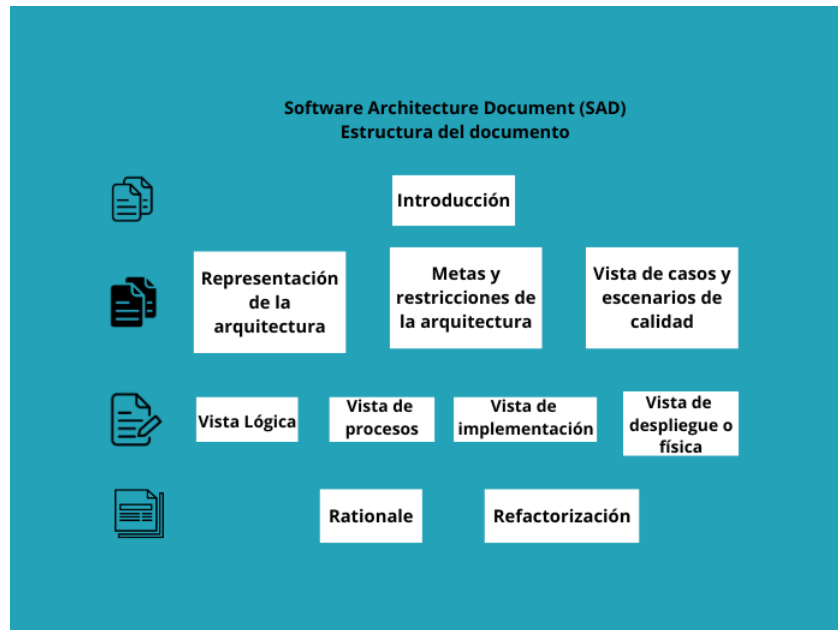 Software Architecture Document (SAD)
Estructura del documento
Introducción
Representación
de la
arquitectura
Metas y
restricciones de
la arquitectura
Vista de casos y
escenarios de
calidad
Vista Lógica
Vista de
procesos
Vista de
implementación
Vista de
despliegue o
física
Rationale
Refactorización